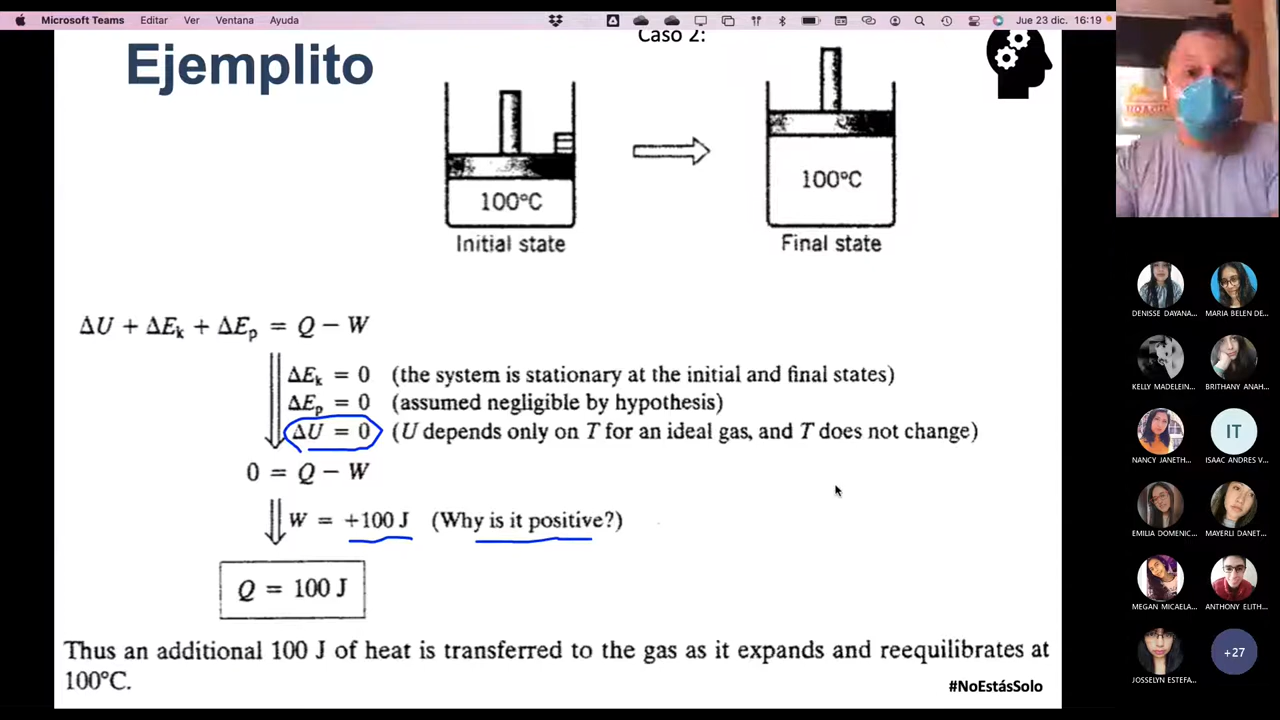 Microsoft Teams Editar Ver Ventana Ayuda
Jue 23 dic. 16:19
Ejemplito
Caso 2:
100°C
100°C
Initial state
Final state
ΔU + ΔEk + ΔEp = Q − W
ΔEk = 0 (the system is stationary at the initial and final states)
ΔEp = 0 (assumed negligible by hypothesis)
ΔU = 0 (U depends only on T for an ideal gas, and T does not change)
0 = Q − W
W = +100 J (Why is it positive?)
Q = 100 J
Thus an additional 100 J of heat is transferred to the gas as it expands and reequilibrates at
100°C.
#NoEstásSolo
DENISSE DAYANA...
MARIA BELEN DE...
KELLY MADELEIN...
BRITHANY ANAH...
NANCY JANETH...
IT
ISAAC ANDRES V...
EMILIA DOMENIC...
MAYERLI DANET...
MEGAN MICAELA...
ANTHONY ELITH...
JOSSELYN ESTEFA...
+27